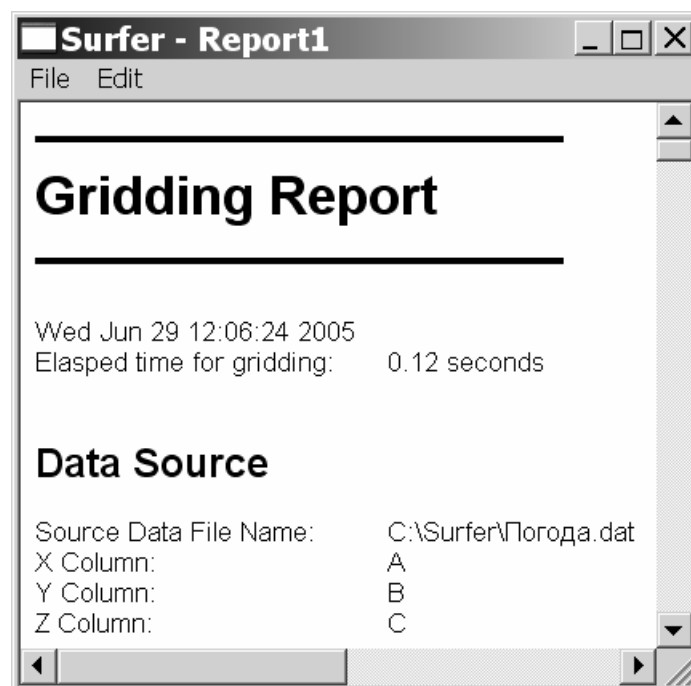 Surfer - Report1
File Edit
Gridding Report
Wed Jun 29 12:06:24 2005
Elasped time for gridding: 0.12 seconds
Data Source
Source Data File Name: C:\Surfer\Погода.dat
X Column: A
Y Column: B
Z Column: C